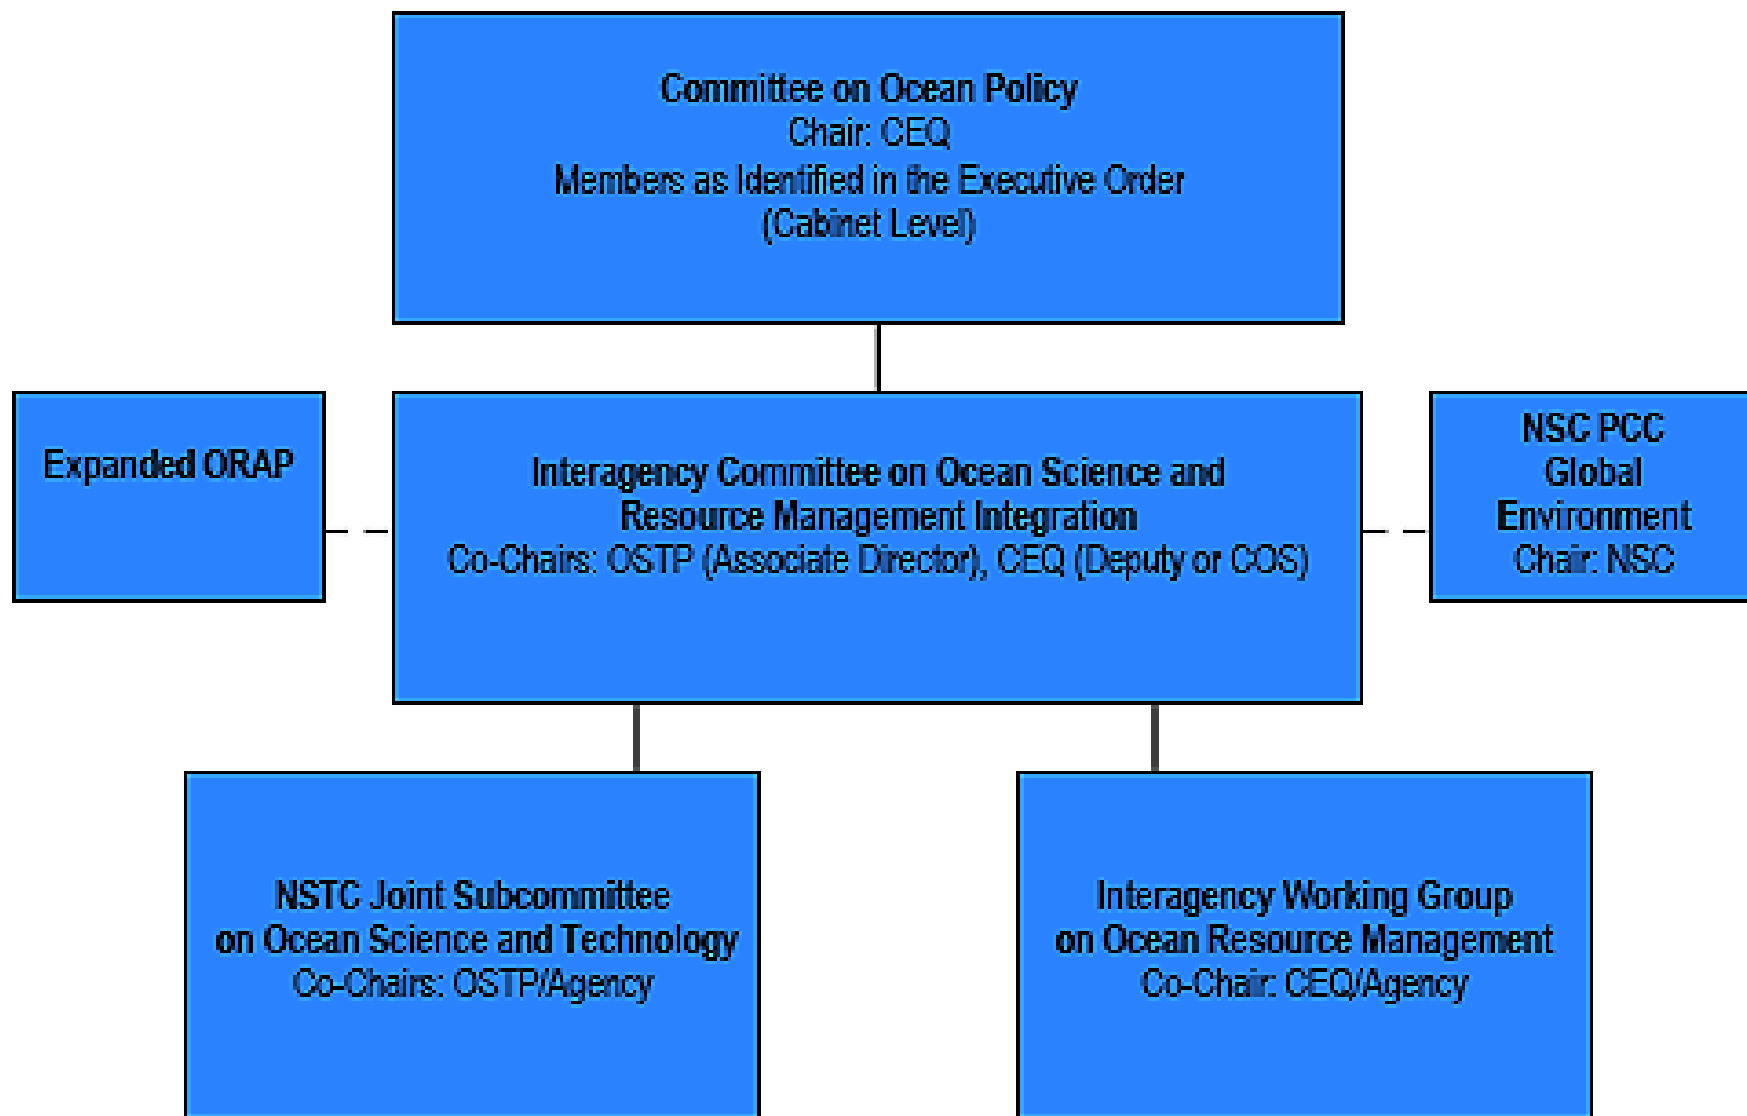 Committee on Ocean Policy
Chair: CEQ
Members as Identified in the Executive Order
(Cabinet Level)
Expanded ORAP
Interagency Committee on Ocean Science and
Resource Management Integration
Co-Chairs: OSTP (Associate Director), CEQ (Deputy or COS)
NSC PCC
Global
Environment
Chair: NSC
NSTC Joint Subcommittee
on Ocean Science and Technology
Co-Chairs: OSTP/Agency
Interagency Working Group
on Ocean Resource Management
Co-Chair: CEQ/Agency